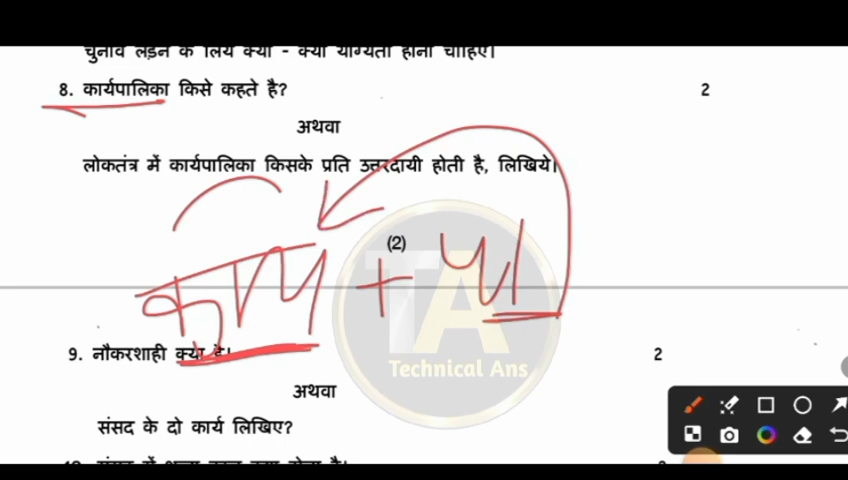 चुनाव लड़ने के लिये क्या - क्या योग्यता होनी चाहिए।
8. कार्यपालिका किसे कहते है? 2
अथवा
लोकतंत्र में कार्यपालिका किसके प्रति उत्तरदायी होती है, लिखिये।
(2)
कार्य + पा
TA
9. नौकरशाही क्या है। 2
Technical Ans
अथवा
संसद के दो कार्य लिखिए?